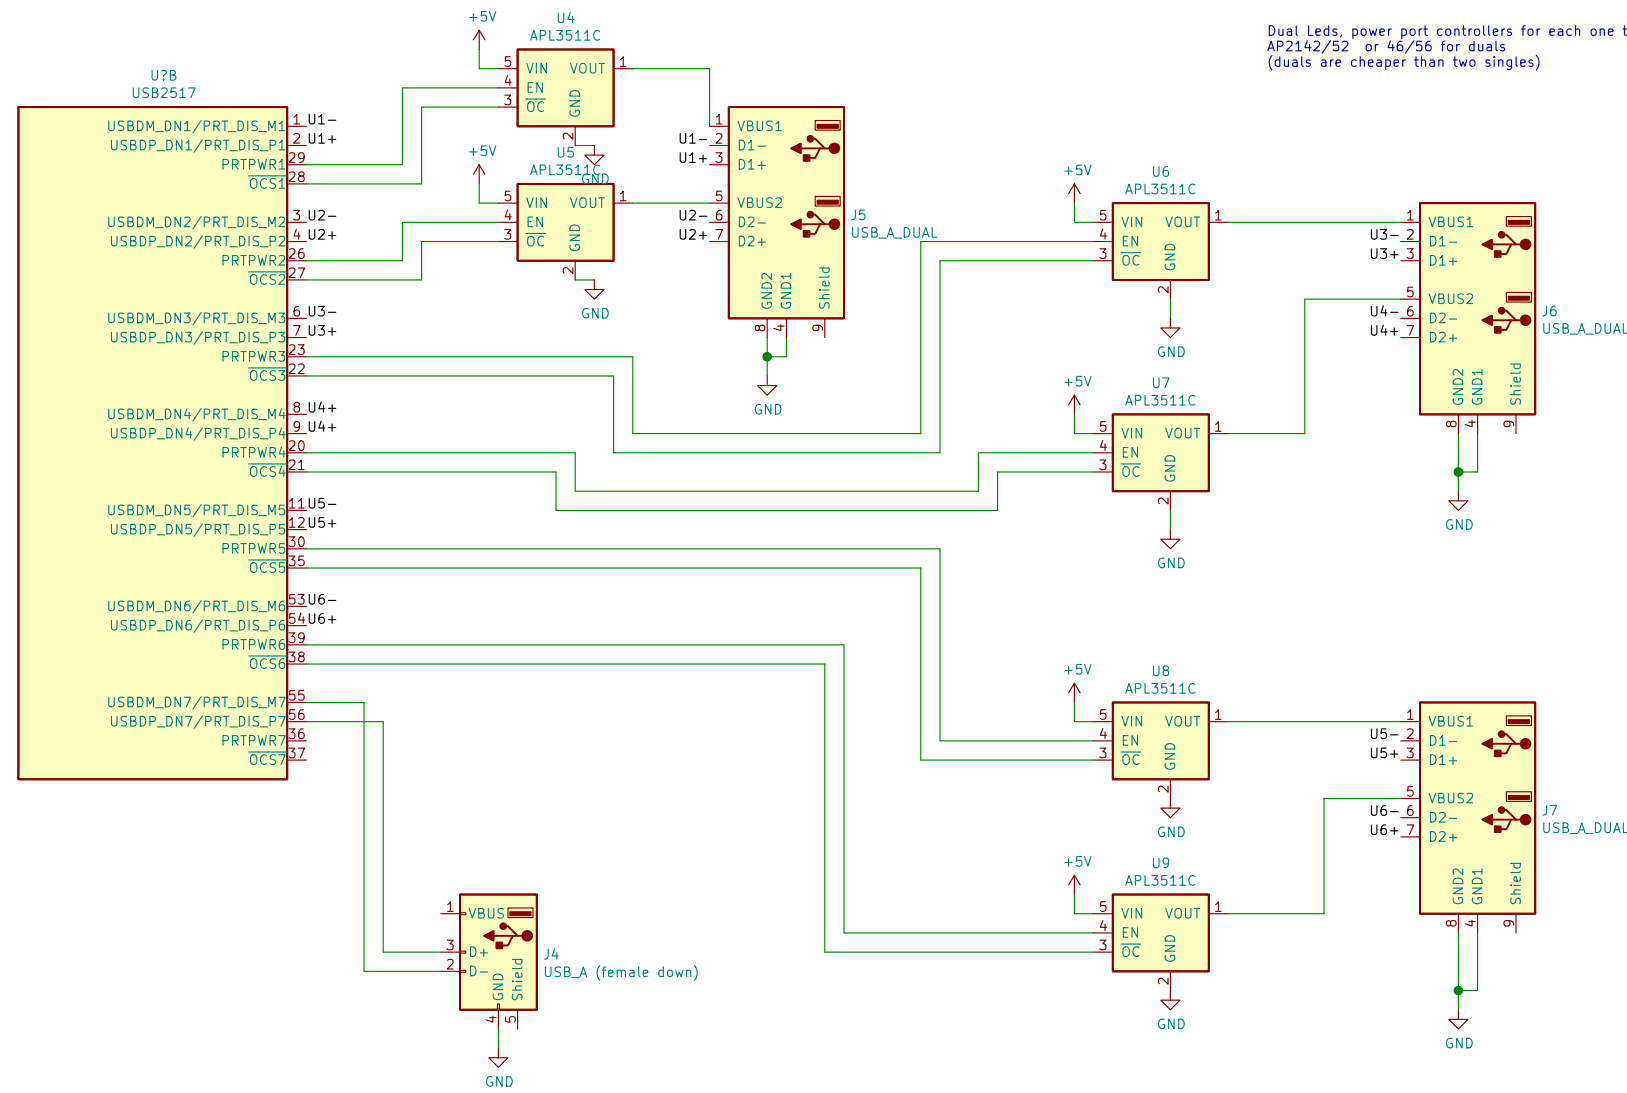 Dual Leds, power port controllers for each one t
AP2142/52  or 46/56 for duals
(duals are cheaper than two singles)
U?B
USB2517
USBDM_DN1/PRT_DIS_M1 1 U1-
USBDP_DN1/PRT_DIS_P1 2 U1+
PRTPWR1 29
OCS1 28
USBDM_DN2/PRT_DIS_M2 3 U2-
USBDP_DN2/PRT_DIS_P2 4 U2+
PRTPWR2 26
OCS2 27
USBDM_DN3/PRT_DIS_M3 6 U3-
USBDP_DN3/PRT_DIS_P3 7 U3+
PRTPWR3 23
OCS3 22
USBDM_DN4/PRT_DIS_M4 8 U4+
USBDP_DN4/PRT_DIS_P4 9 U4+
PRTPWR4 20
OCS4 21
USBDM_DN5/PRT_DIS_M5 11 U5-
USBDP_DN5/PRT_DIS_P5 12 U5+
PRTPWR5 30
OCS5 35
USBDM_DN6/PRT_DIS_M6 53 U6-
USBDP_DN6/PRT_DIS_P6 54 U6+
PRTPWR6 39
OCS6 38
USBDM_DN7/PRT_DIS_M7 55
USBDP_DN7/PRT_DIS_P7 56
PRTPWR7 36
OCS7 37
+5V
U4
APL3511C
5 VIN VOUT 1
4 EN
3 OC
GND
2
GND
+5V
U5
APL3511C
5 VIN VOUT 1
4 EN
3 OC
GND
2
GND
1 VBUS1
U1- 2 D1-
U1+ 3 D1+
5 VBUS2
U2- 6 D2-
U2+ 7 D2+
GND2 GND1 Shield
8 4 9
J5
USB_A_DUAL
GND
+5V
U6
APL3511C
5 VIN VOUT 1
4 EN
3 OC
GND
2
GND
+5V
U7
APL3511C
5 VIN VOUT 1
4 EN
3 OC
GND
2
GND
1 VBUS1
U3- 2 D1-
U3+ 3 D1+
5 VBUS2
U4- 6 D2-
U4+ 7 D2+
GND2 GND1 Shield
8 4 9
J6
USB_A_DUAL
GND
+5V
U8
APL3511C
5 VIN VOUT 1
4 EN
3 OC
GND
2
GND
+5V
U9
APL3511C
5 VIN VOUT 1
4 EN
3 OC
GND
2
GND
1 VBUS1
U5- 2 D1-
U5+ 3 D1+
5 VBUS2
U6- 6 D2-
U6+ 7 D2+
GND2 GND1 Shield
8 4 9
J7
USB_A_DUAL
GND
1 VBUS
3 D+
2 D-
GND Shield
4 5
J4
USB_A (female down)
GND